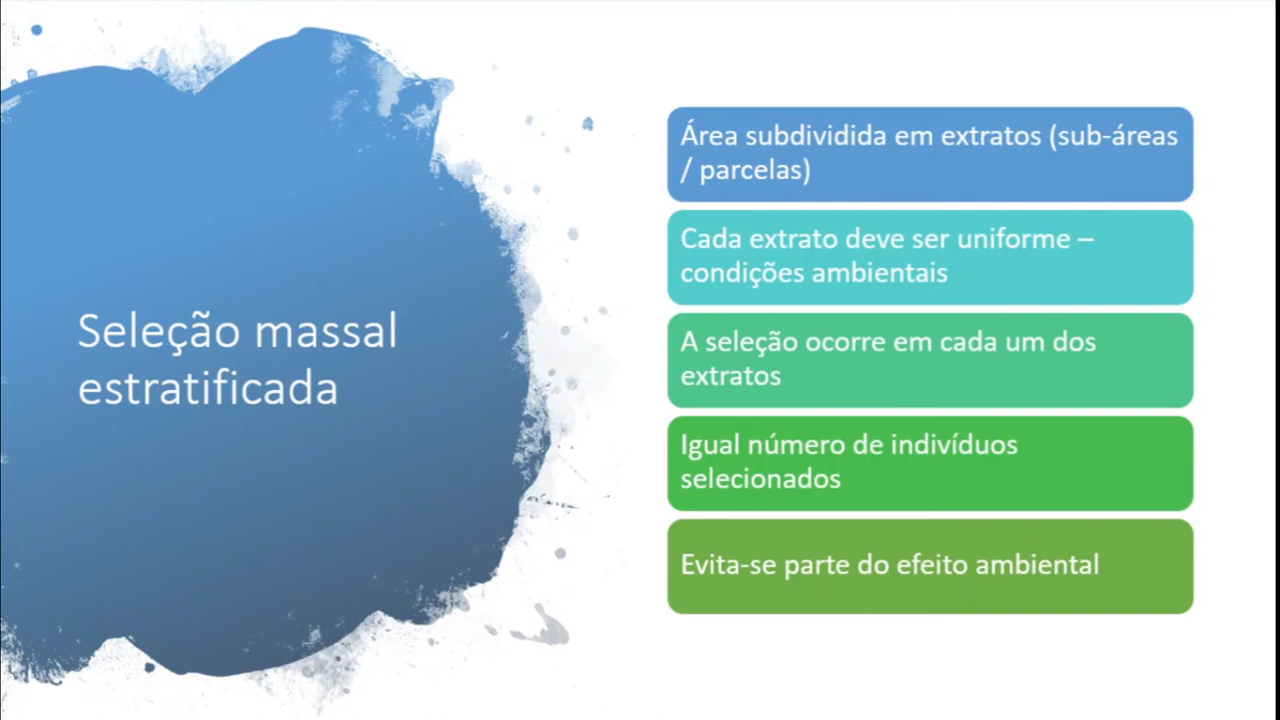 Seleção massal
estratificada
Área subdividida em extratos (sub-áreas
/ parcelas)
Cada extrato deve ser uniforme –
condições ambientais
A seleção ocorre em cada um dos
extratos
Igual número de indivíduos
selecionados
Evita-se parte do efeito ambiental